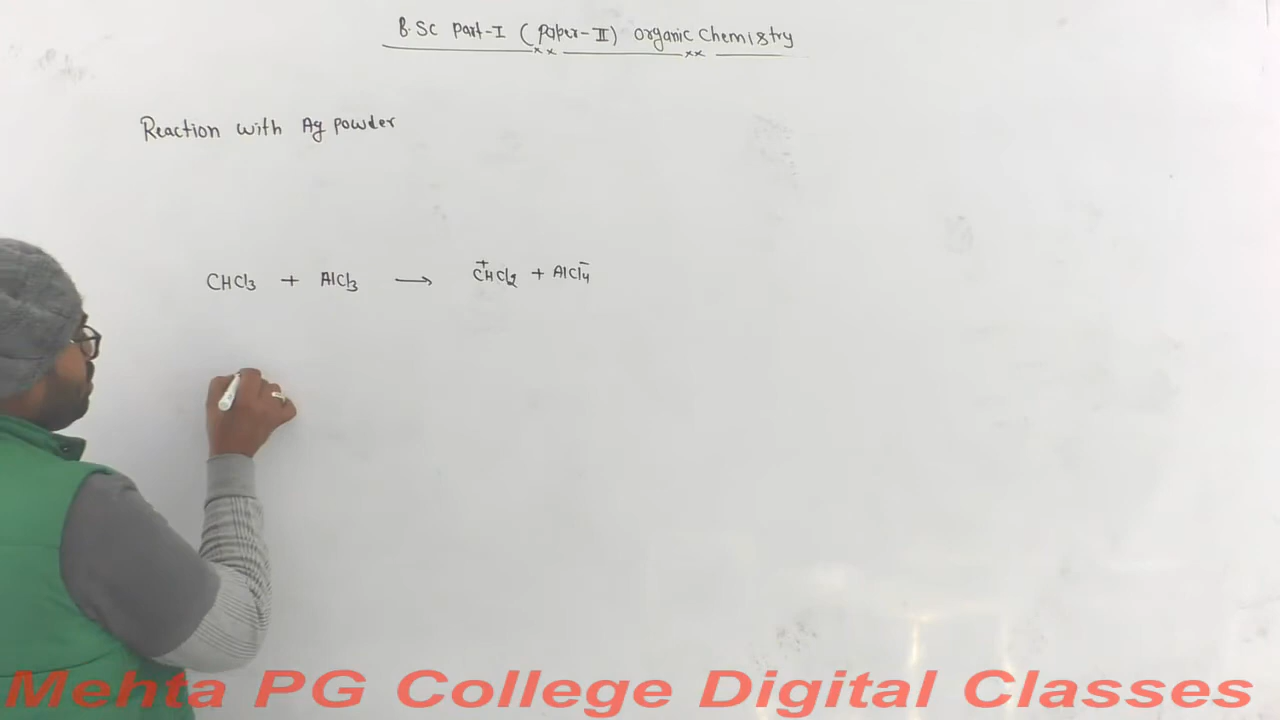 B.Sc Part-I (Paper-II) Organic Chemistry
Reaction with Ag powder
CHCl3 + AlCl3 ⟶ C⁺HCl2 + AlCl4⁻
Mehta PG College Digital Classes